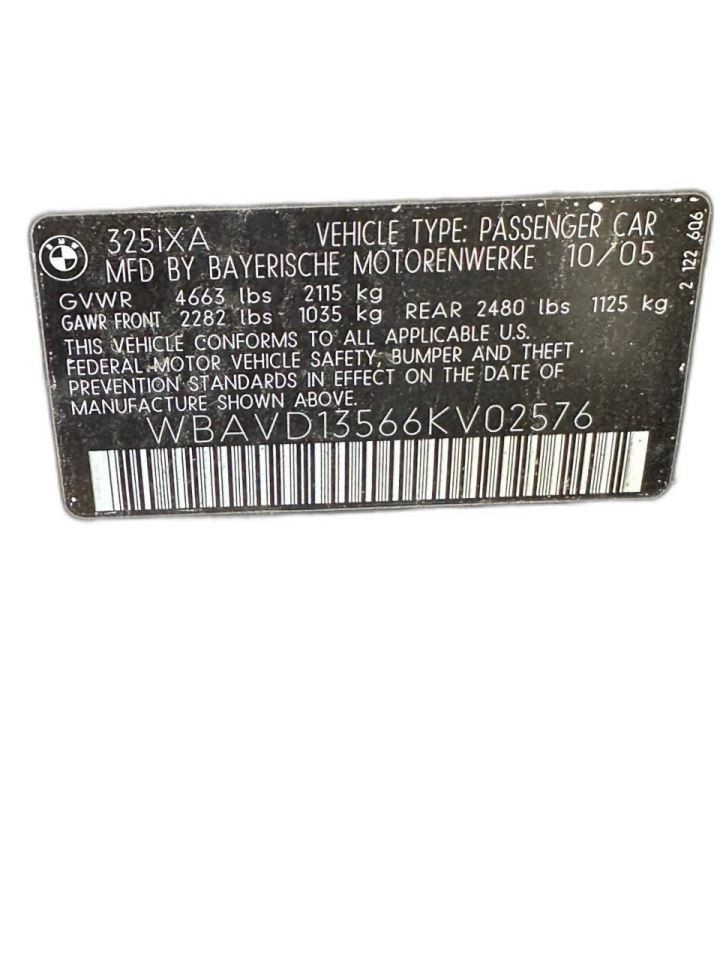 BMW
325iXA VEHICLE TYPE: PASSENGER CAR
MFD BY BAYERISCHE MOTORENWERKE 10/05
GVWR 4663 lbs 2115 kg
GAWR FRONT 2282 lbs 1035 kg REAR 2480 lbs 1125 kg
THIS VEHICLE CONFORMS TO ALL APPLICABLE U.S.
FEDERAL MOTOR VEHICLE SAFETY, BUMPER AND THEFT
PREVENTION STANDARDS IN EFFECT ON THE DATE OF
MANUFACTURE SHOWN ABOVE.
WBAVD13566KV02576
2 122 606